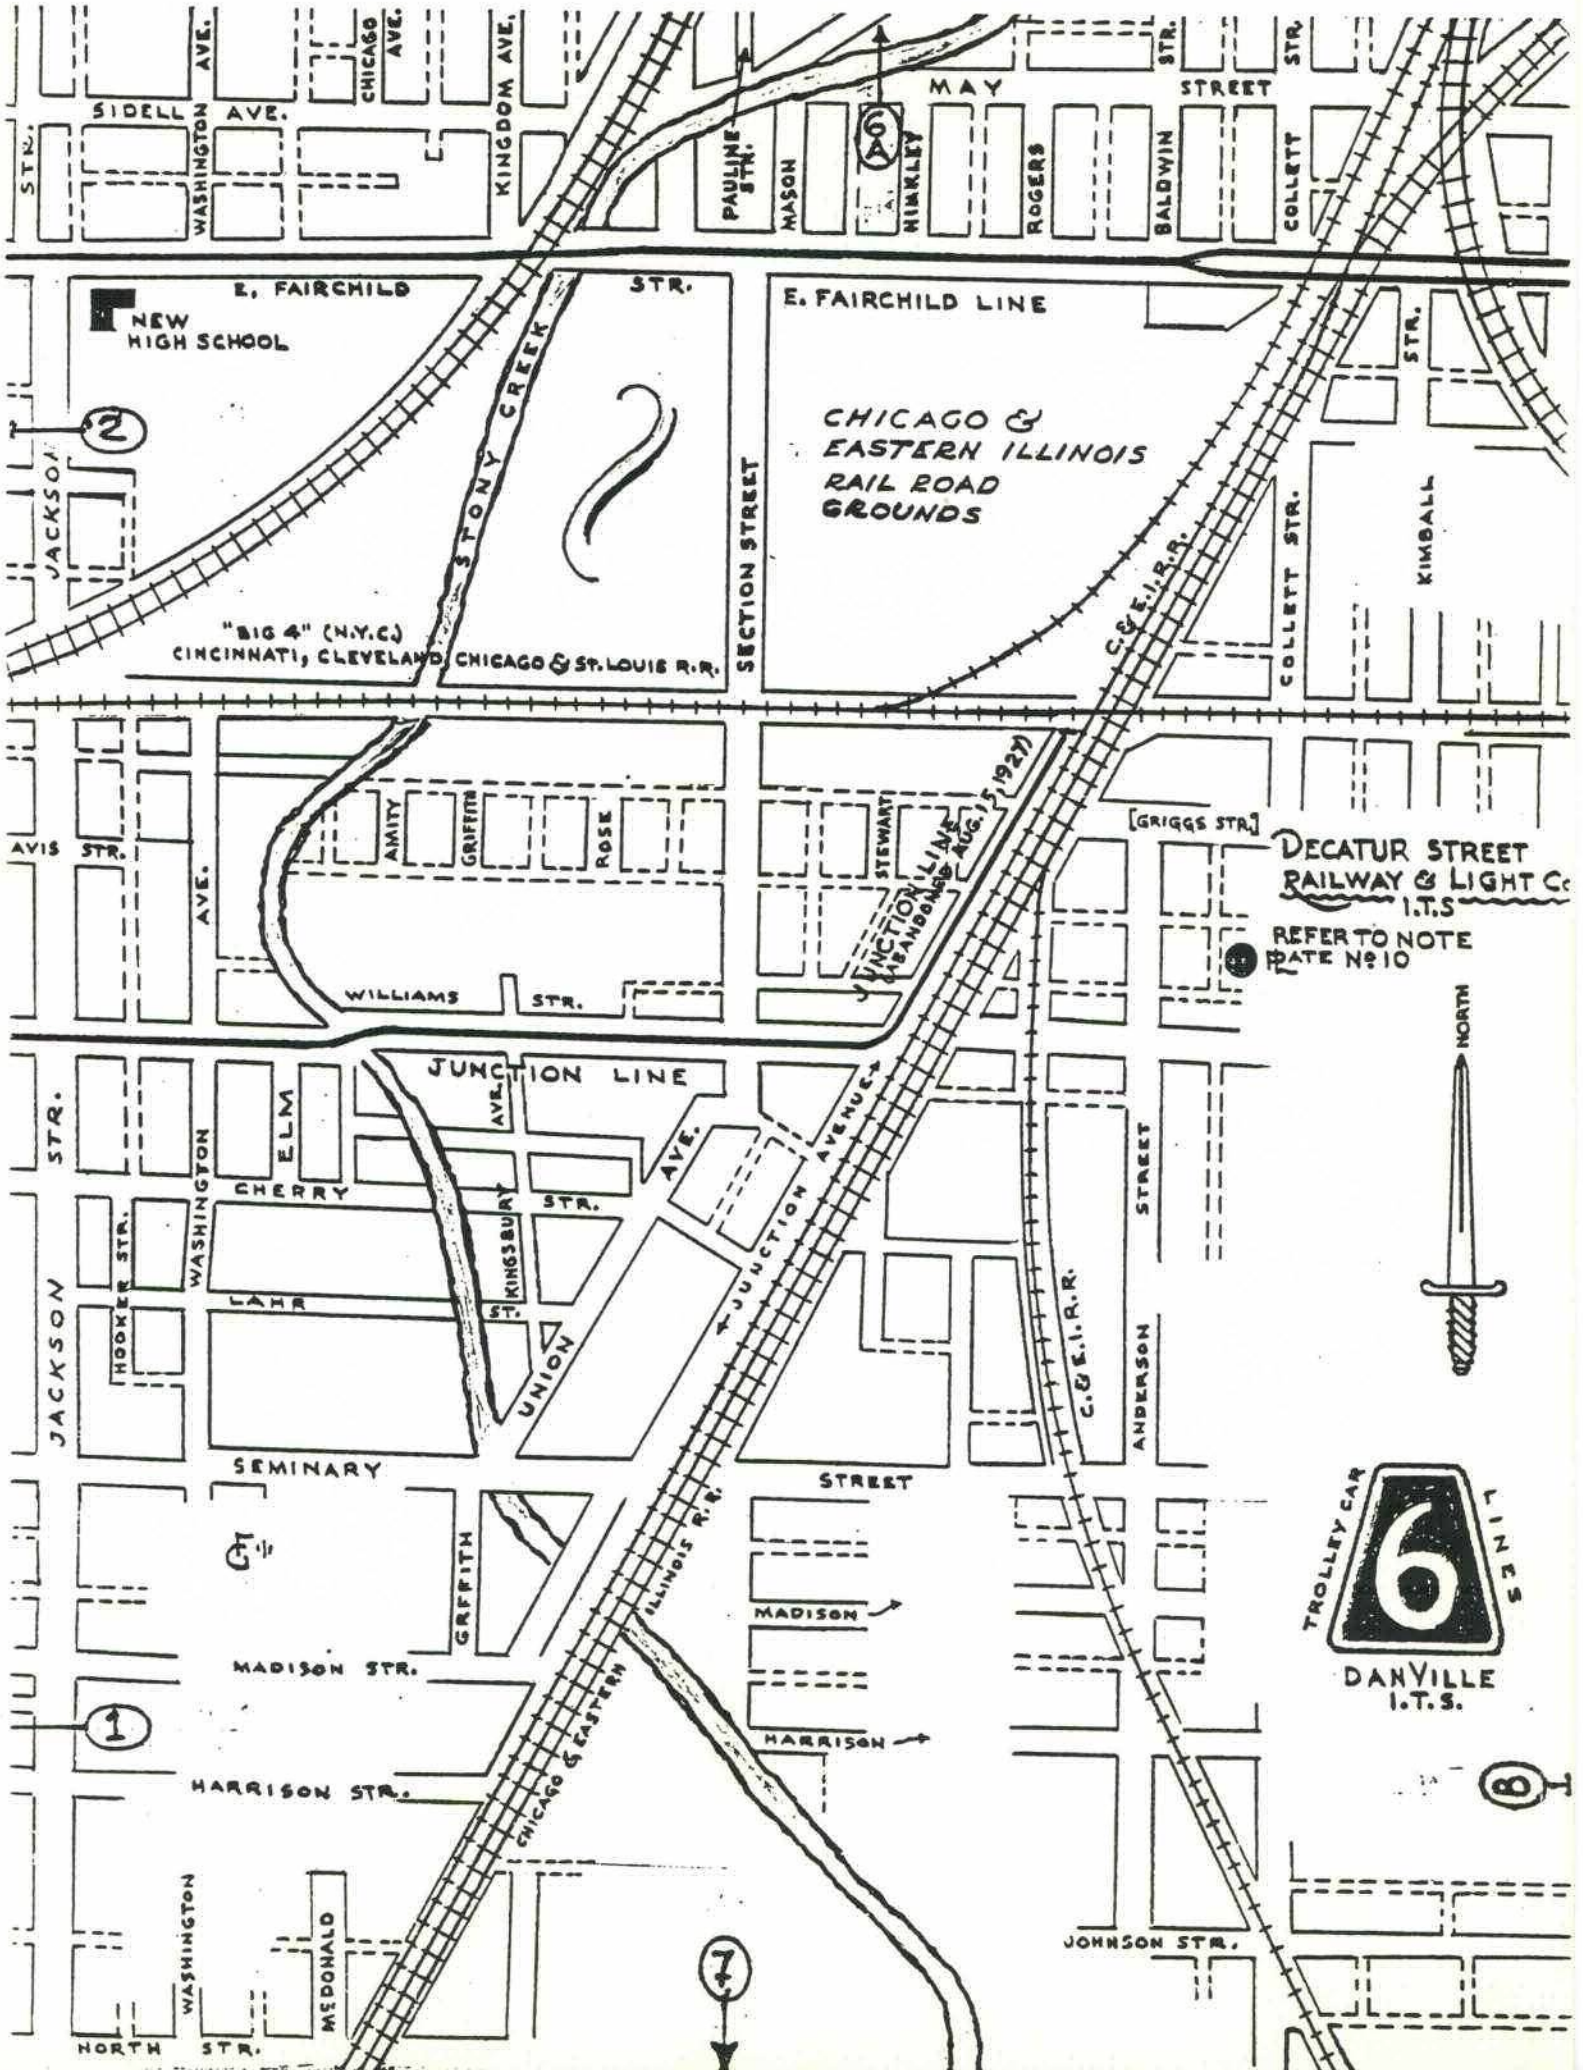 AVE.
CHICAGO
AVE.
KINGDOM AVE.
STR.
STR.
SIDELL AVE.
WASHINGTON
STR.
MAY STREET
PAULINE
STR.
MASON
6
A
ROGERS
BALDWIN
COLLETT
E. FAIRCHILD STR.
E. FAIRCHILD LINE
NEW
HIGH SCHOOL
2
JACKSON
STONY CREEK
SECTION STREET
CHICAGO &
EASTERN ILLINOIS
RAIL ROAD
GROUNDS
STR.
C. & E.I.R.R.
COLLETT STR.
KIMBALL
"BIG 4" (N.Y.C.)
CINCINNATI, CLEVELAND, CHICAGO & ST. LOUIS R.R.
AVIS STR.
AVE.
AMITY
GRIFFITH
ROSE
STEWART
JUNCTION LINE
(ABANDONED AUG. 15, 1927)
[GRIGGS STR.]
DECATUR STREET
RAILWAY & LIGHT Co
I.T.S
REFER TO NOTE
PLATE No 10
WILLIAMS STR.
JUNCTION LINE
NORTH
STR.
ELM
AVE.
AVE.
JUNCTION AVENUE
STREET
WASHINGTON
CHERRY STR.
HOOKER STR.
KINGSBURY
LAHR ST.
JACKSON
UNION
C. & E.I.R.R.
ANDERSON
SEMINARY STREET
GRFFITH
CHICAGO & EASTERN ILLINOIS R.R.
MADISON
MADISON STR.
TROLLEY CAR
6
LINES
DANVILLE
I.T.S.
1
HARRISON
HARRISON STR.
8
WASHINGTON
McDONALD
7
JOHNSON STR.
NORTH STR.